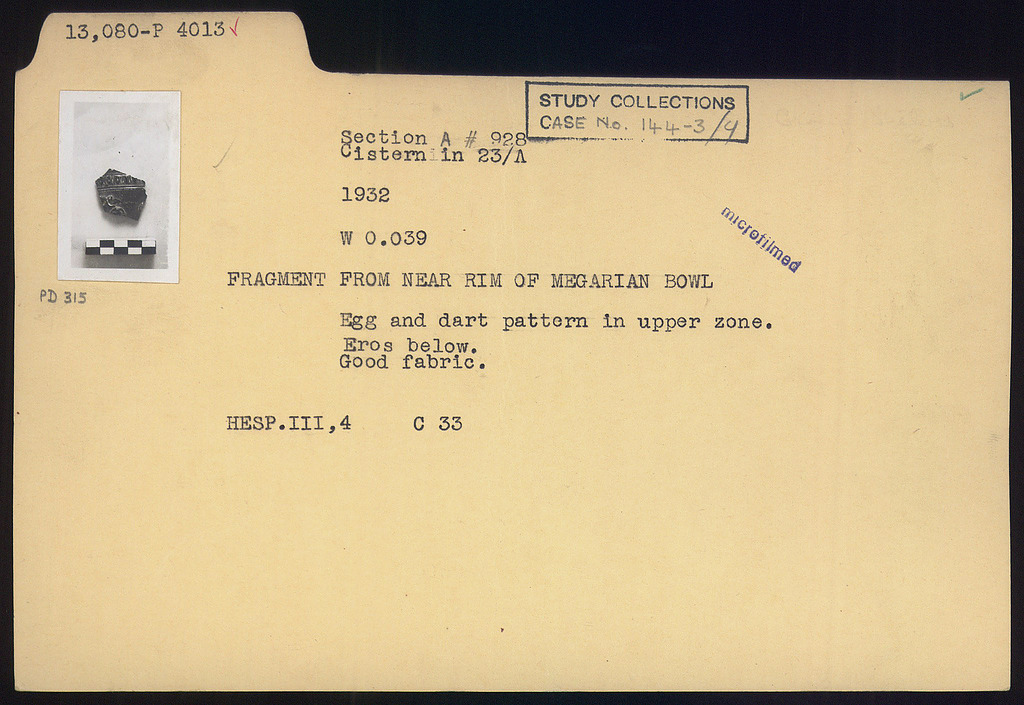 13,080-P 4013 ✓
STUDY COLLECTIONS
CASE No. 144-3/4
Section A # 928
Cistern in 23/Λ
1932
W 0.039
microfilmed
FRAGMENT FROM NEAR RIM OF MEGARIAN BOWL
PD 315
Egg and dart pattern in upper zone.
Eros below.
Good fabric.
HESP.III,4 C 33